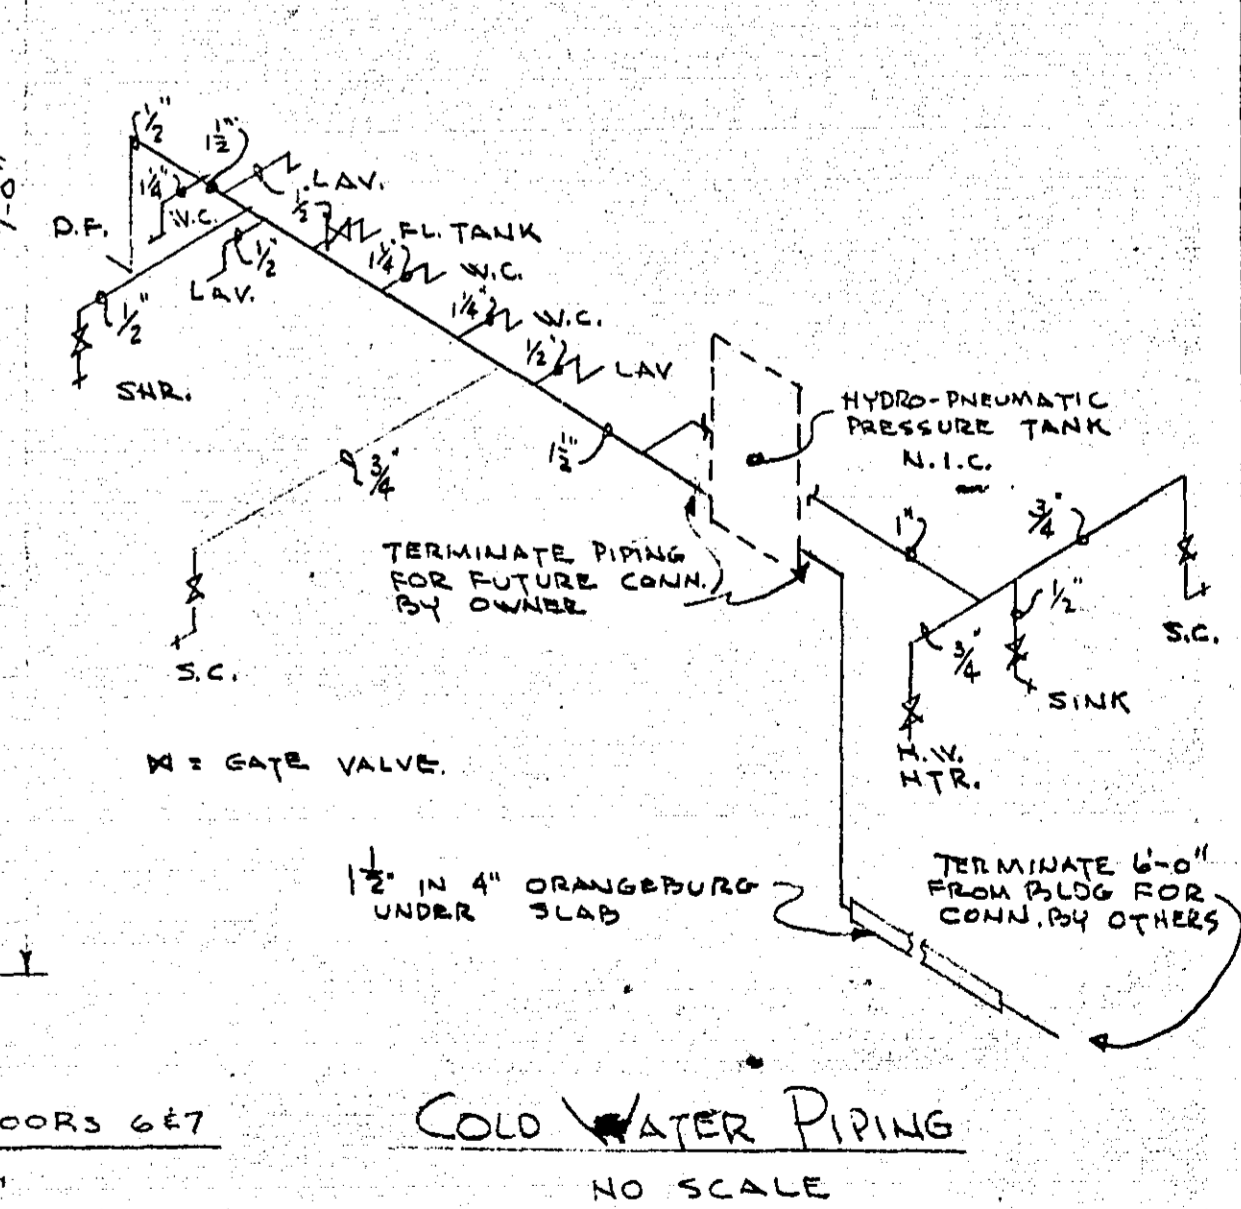 1/2"
1 1/2"
1 1/4"
W.C.
LAV.
1/2
D.F.
FL. TANK
1/2"
1 1/4"
W.C.
LAV.
1/2"
1 1/4"
W.C.
1/2"
LAV
SHR.
HYDRO-PNEUMATIC
PRESSURE TANK
N.I.C.
1 1/2"
3/4"
1"
3/4"
TERMINATE PIPING
FOR FUTURE CONN.
BY OWNER
1/2"
S.C.
3/4"
S.C.
SINK
H.W.
HTR.
= GATE VALVE.
1 1/2" IN 4" ORANGEBURG
UNDER SLAB
TERMINATE 6'-0"
FROM BLDG FOR
CONN. BY OTHERS
OORS 6&7
COLD WATER PIPING
NO SCALE